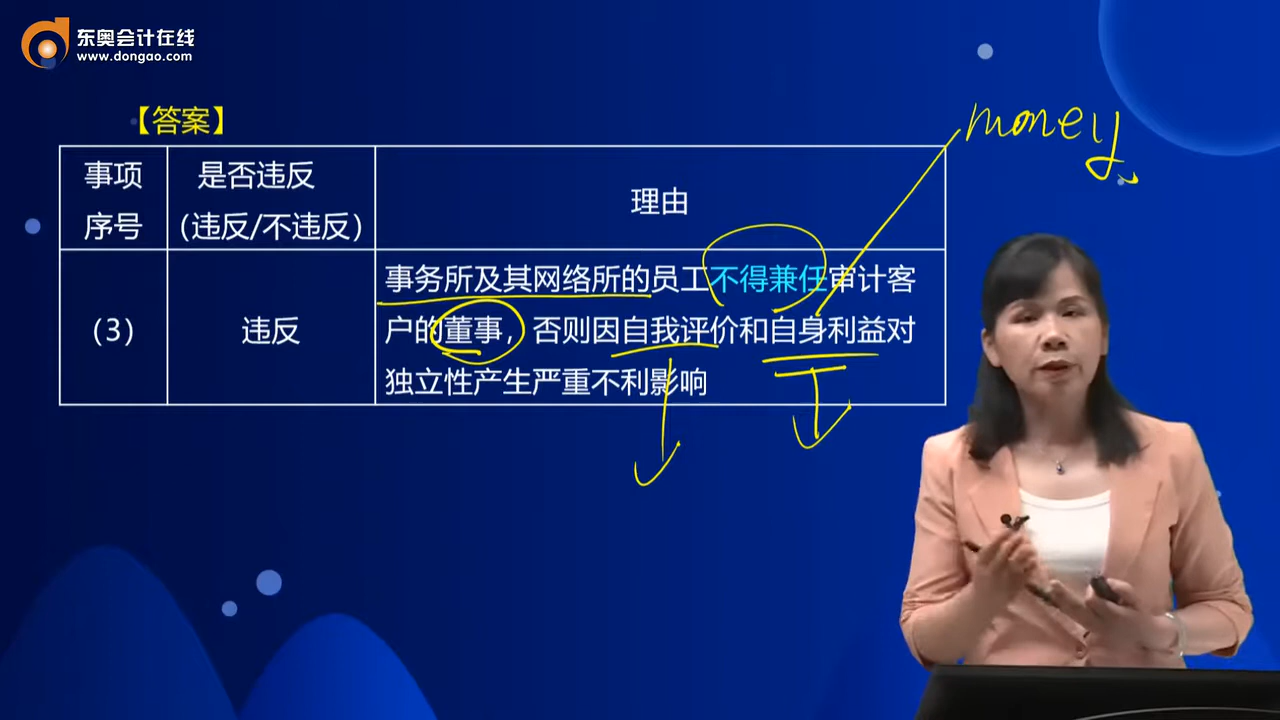 东奥会计在线
www.dongao.com
【答案】
money
事项
序号
是否违反
（违反/不违反）
理由
（3）
违反
事务所及其网络所的员工不得兼任审计客
户的董事，否则因自我评价和自身利益对
独立性产生严重不利影响